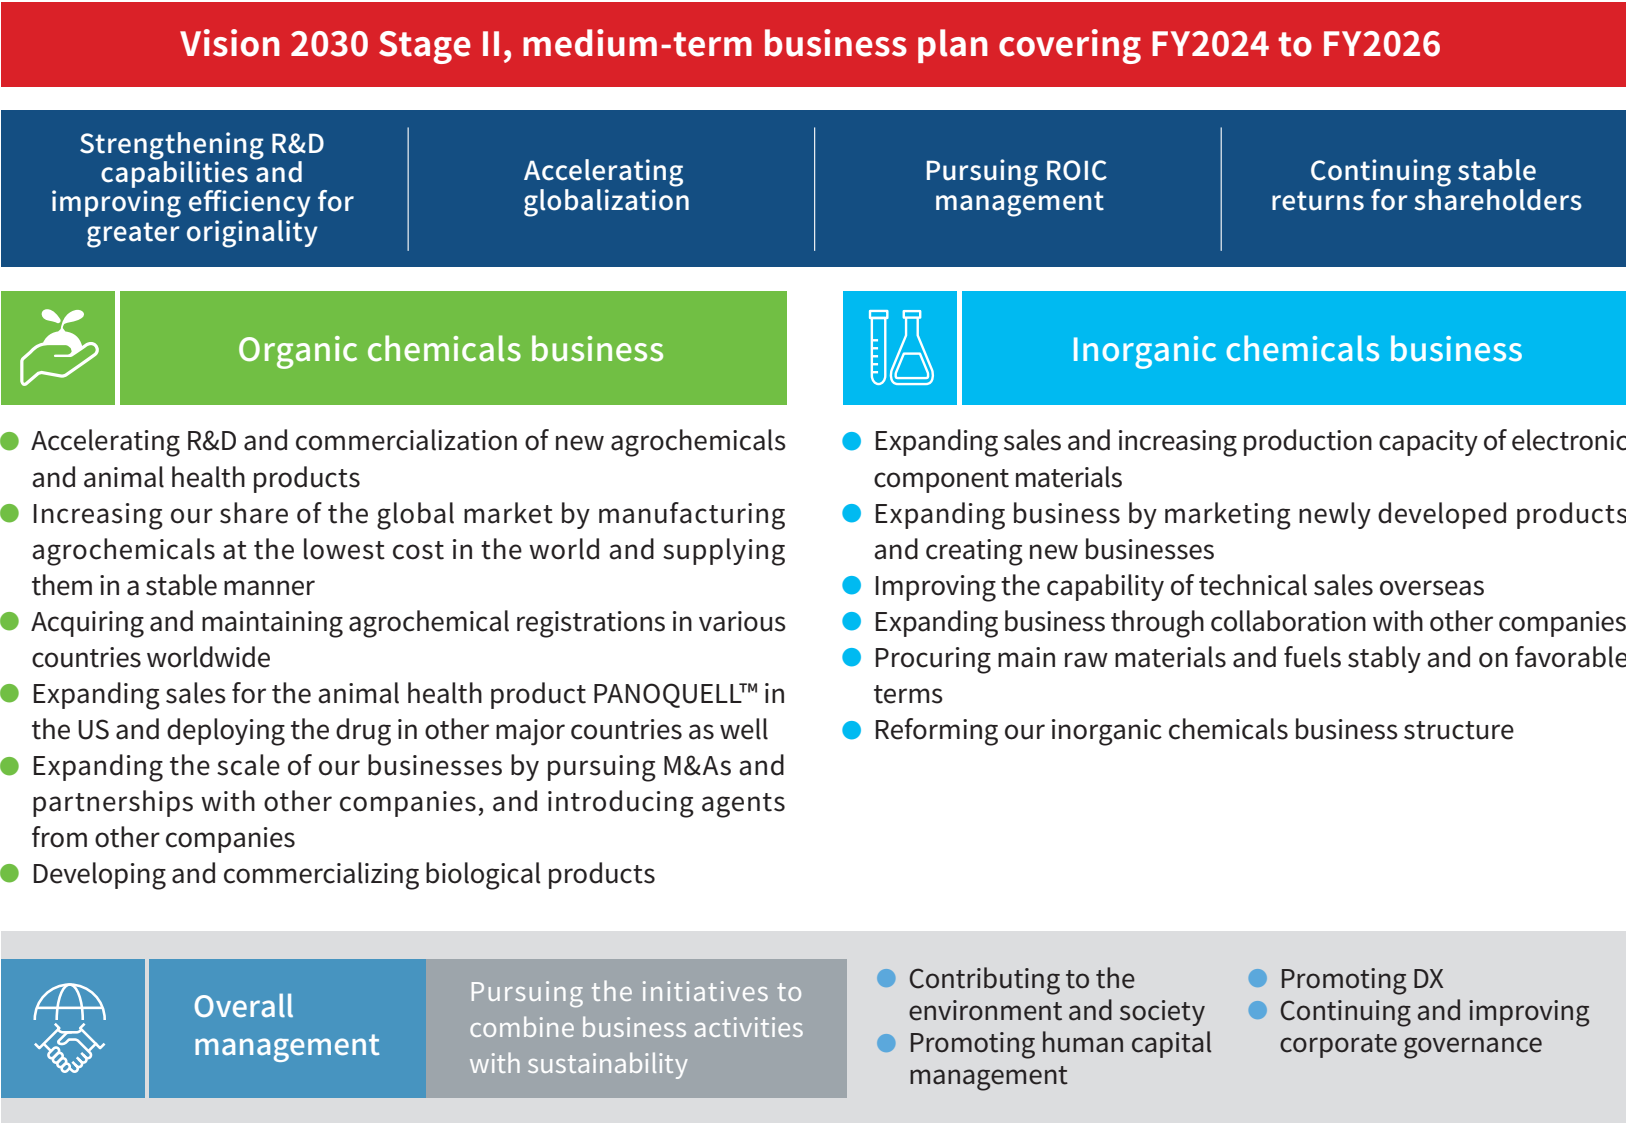 Vision 2030 Stage II, medium-term business plan covering FY2024 to FY2026
Strengthening R&D
capabilities and
improving efficiency for
greater originality
Accelerating
globalization
Pursuing ROIC
management
Continuing stable
returns for shareholders
Organic chemicals business
Accelerating R&D and commercialization of new agrochemicals
and animal health products
Increasing our share of the global market by manufacturing
agrochemicals at the lowest cost in the world and supplying
them in a stable manner
Acquiring and maintaining agrochemical registrations in various
countries worldwide
Expanding sales for the animal health product PANOQUELL™ in
the US and deploying the drug in other major countries as well
Expanding the scale of our businesses by pursuing M&As and
partnerships with other companies, and introducing agents
from other companies
Developing and commercializing biological products
Inorganic chemicals business
Expanding sales and increasing production capacity of electronic
component materials
Expanding business by marketing newly developed products
and creating new businesses
Improving the capability of technical sales overseas
Expanding business through collaboration with other companies
Procuring main raw materials and fuels stably and on favorable
terms
Reforming our inorganic chemicals business structure
Overall
management
Pursuing the initiatives to
combine business activities
with sustainability
Contributing to the
environment and society
Promoting human capital
management
Promoting DX
Continuing and improving
corporate governance